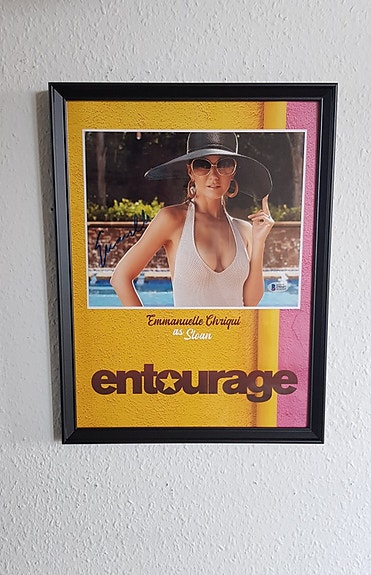 Emmanuelle Chriqui
as
Sloan
entourage